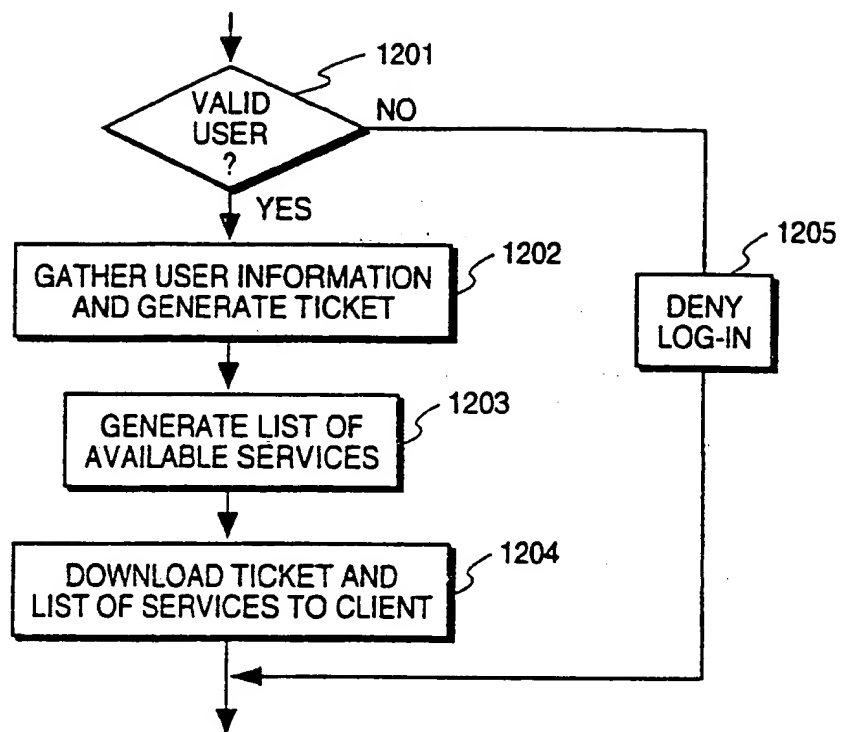 1201
VALID
USER
?
NO
YES
1202
GATHER USER INFORMATION
AND GENERATE TICKET
1205
DENY
LOG-IN
1203
GENERATE LIST OF
AVAILABLE SERVICES
1204
DOWNLOAD TICKET AND
LIST OF SERVICES TO CLIENT